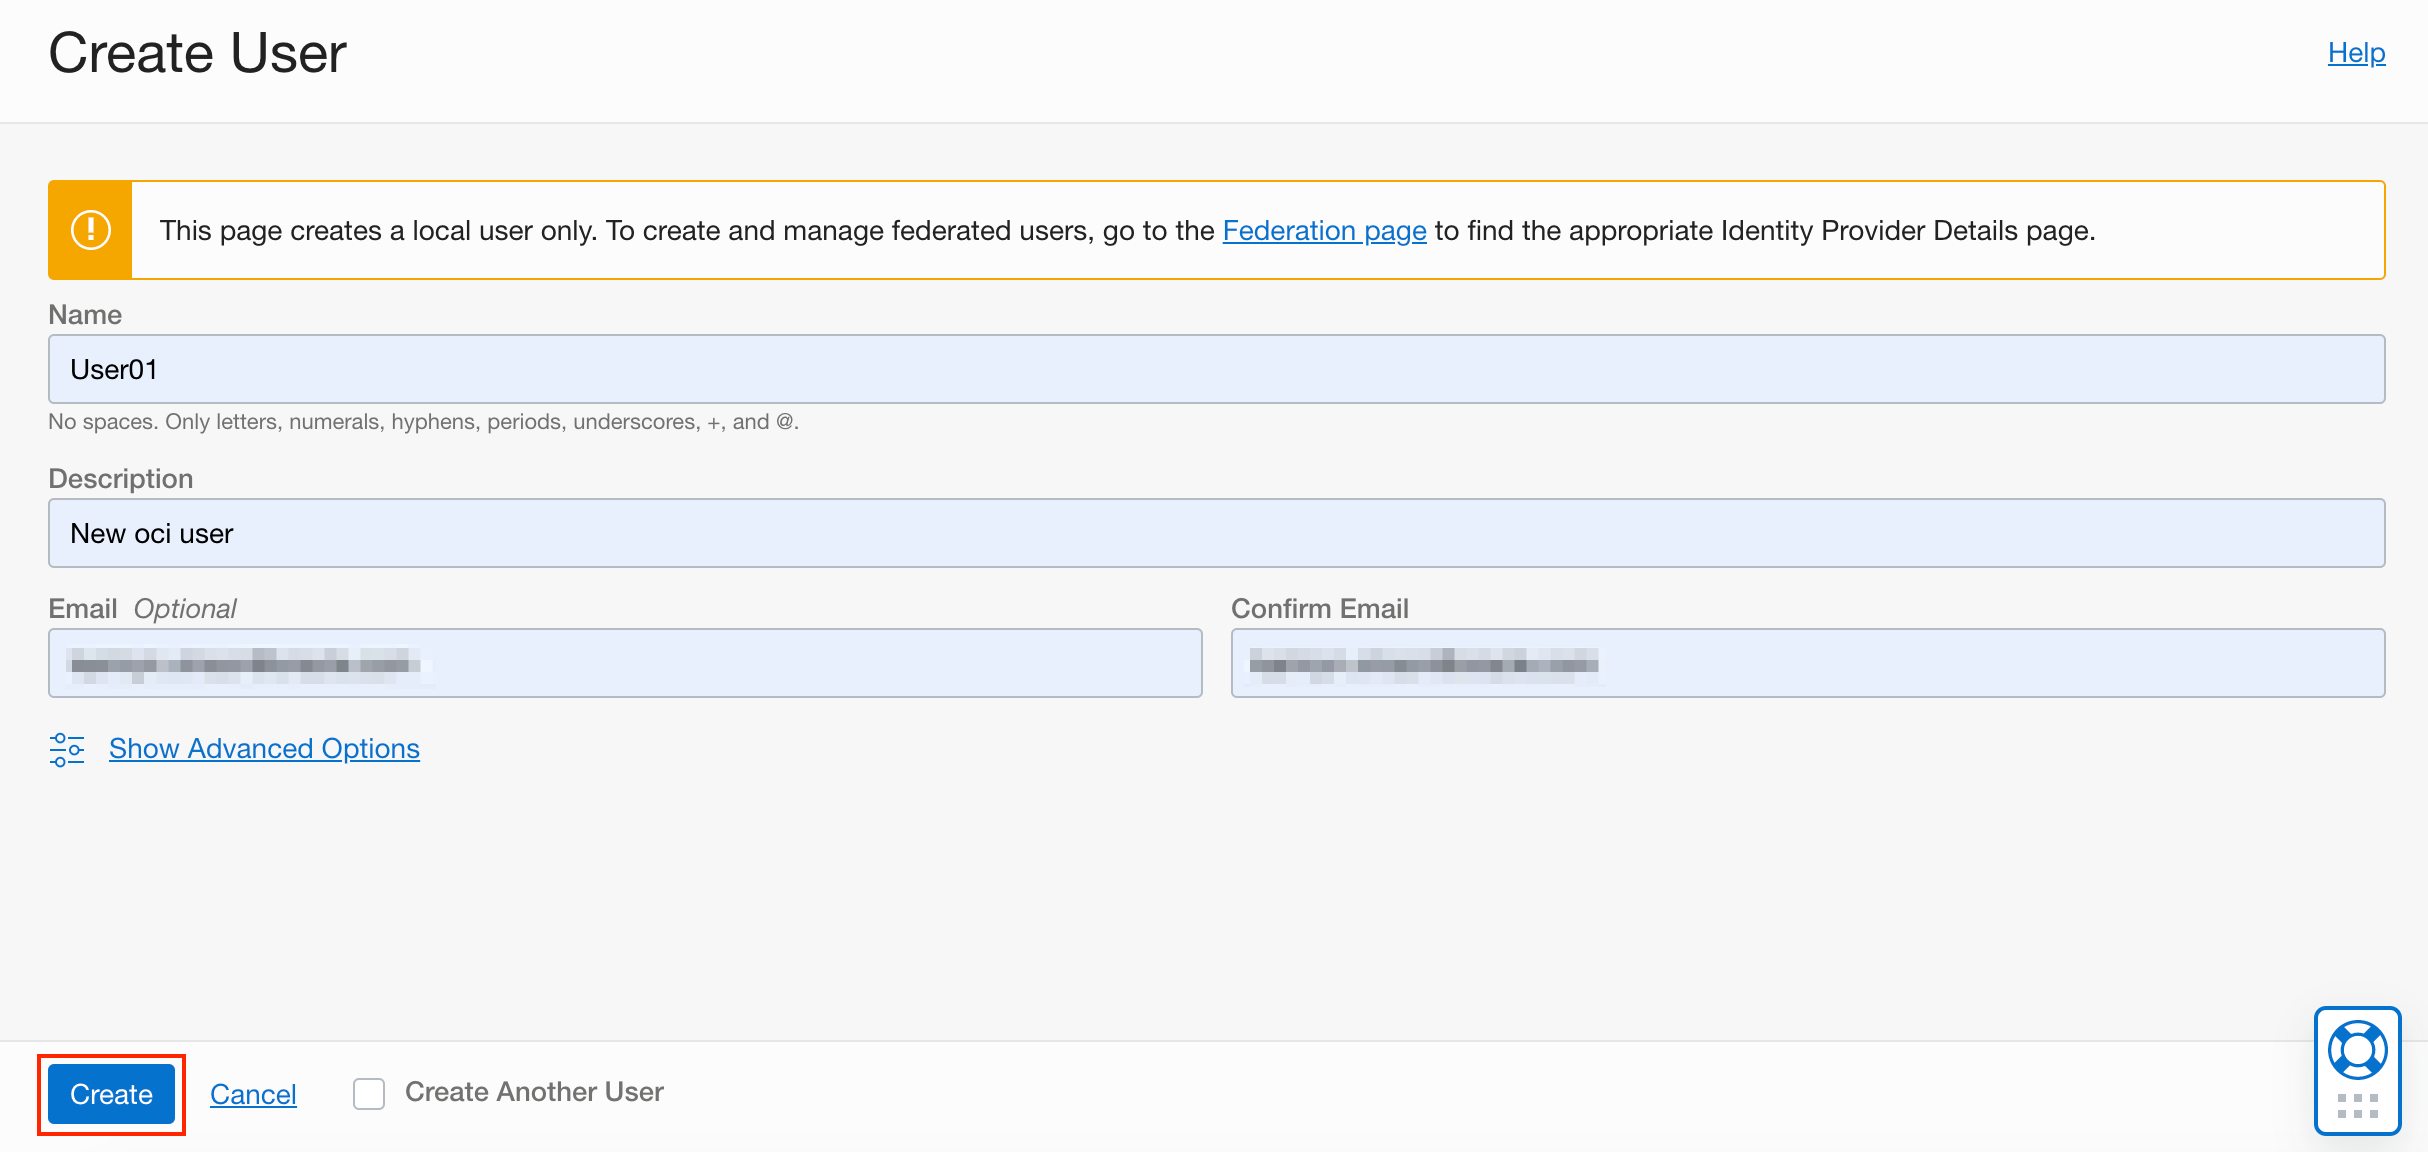 Create User
Help
This page creates a local user only. To create and manage federated users, go to the Federation page to find the appropriate Identity Provider Details page.
Name
User01
No spaces. Only letters, numerals, hyphens, periods, underscores, +, and @.
Description
New oci user
Email Optional
Confirm Email
Show Advanced Options
Create
Cancel
Create Another User